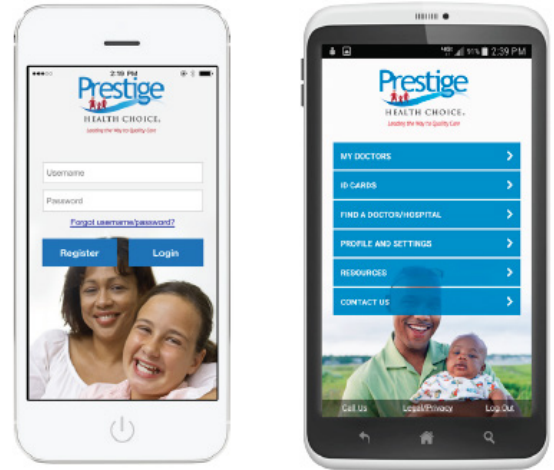 2:19 PM
Prestige
HEALTH CHOICE.
Leading the Way to Quality Care
Username
Password
Forgot username/password?
Register Login
2:39 PM
Prestige
HEALTH CHOICE.
Leading the Way to Quality Care
MY DOCTORS
ID CARDS
FIND A DOCTOR/HOSPITAL
PROFILE AND SETTINGS
RESOURCES
CONTACT US
Call Us Legal/Privacy Log Out